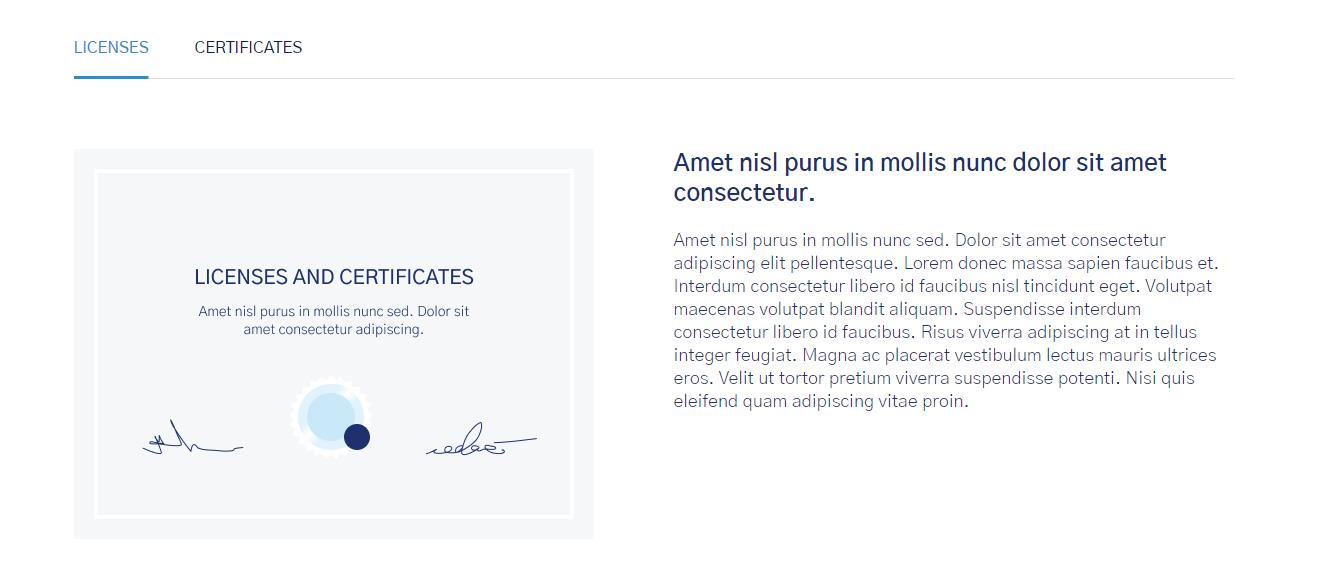 LICENSES CERTIFICATES
LICENSES AND CERTIFICATES
Amet nisl purus in mollis nunc sed. Dolor sit
amet consectetur adipiscing.
Amet nisl purus in mollis nunc dolor sit amet
consectetur.
Amet nisl purus in mollis nunc sed. Dolor sit amet consectetur
adipiscing elit pellentesque. Lorem donec massa sapien faucibus et.
Interdum consectetur libero id faucibus nisl tincidunt eget. Volutpat
maecenas volutpat blandit aliquam. Suspendisse interdum
consectetur libero id faucibus. Risus viverra adipiscing at in tellus
integer feugiat. Magna ac placerat vestibulum lectus mauris ultrices
eros. Velit ut tortor pretium viverra suspendisse potenti. Nisi quis
eleifend quam adipiscing vitae proin.